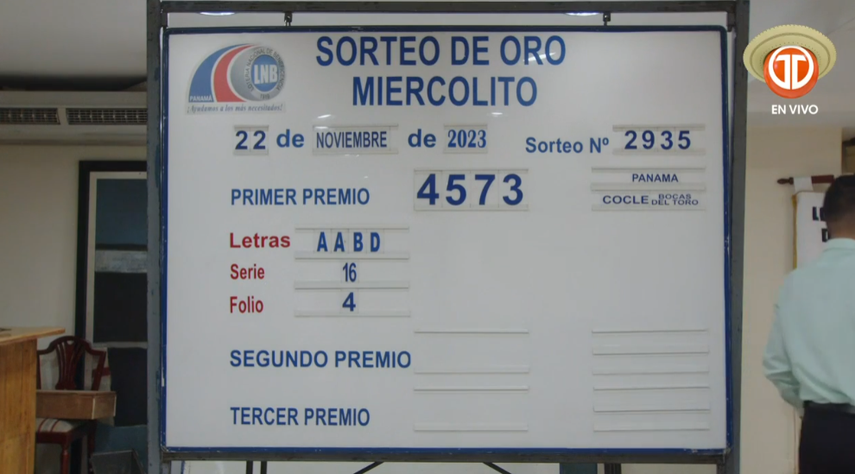 SORTEO DE ORO
MIERCOLITO
LNB
PANAMÁ
¡Ayudamos a los más necesitados!
22 de NOVIEMBRE de 2023 Sorteo Nº 2935
PRIMER PREMIO 4573 PANAMA
COCLE BOCAS DEL TORO
Letras AABD
Serie 16
Folio 4
SEGUNDO PREMIO
TERCER PREMIO
EN VIVO